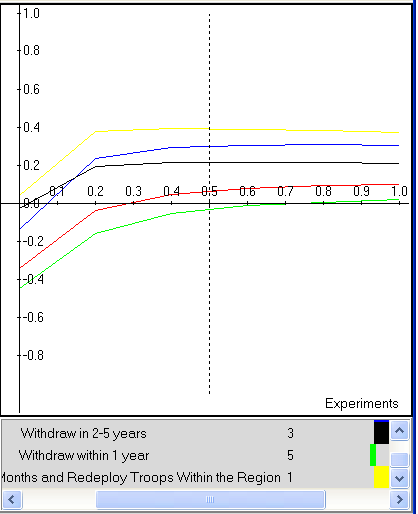 1.0
0.8
0.6
0.4
0.2
0.0 0.1 0.2 0.3 0.4 0.5 0.6 0.7 0.8 0.9 1.0
-0.2
-0.4
-0.6
-0.8
Experiments
Withdraw in 2-5 years 3
Withdraw within 1 year 5
Months and Redeploy Troops Within the Region 1